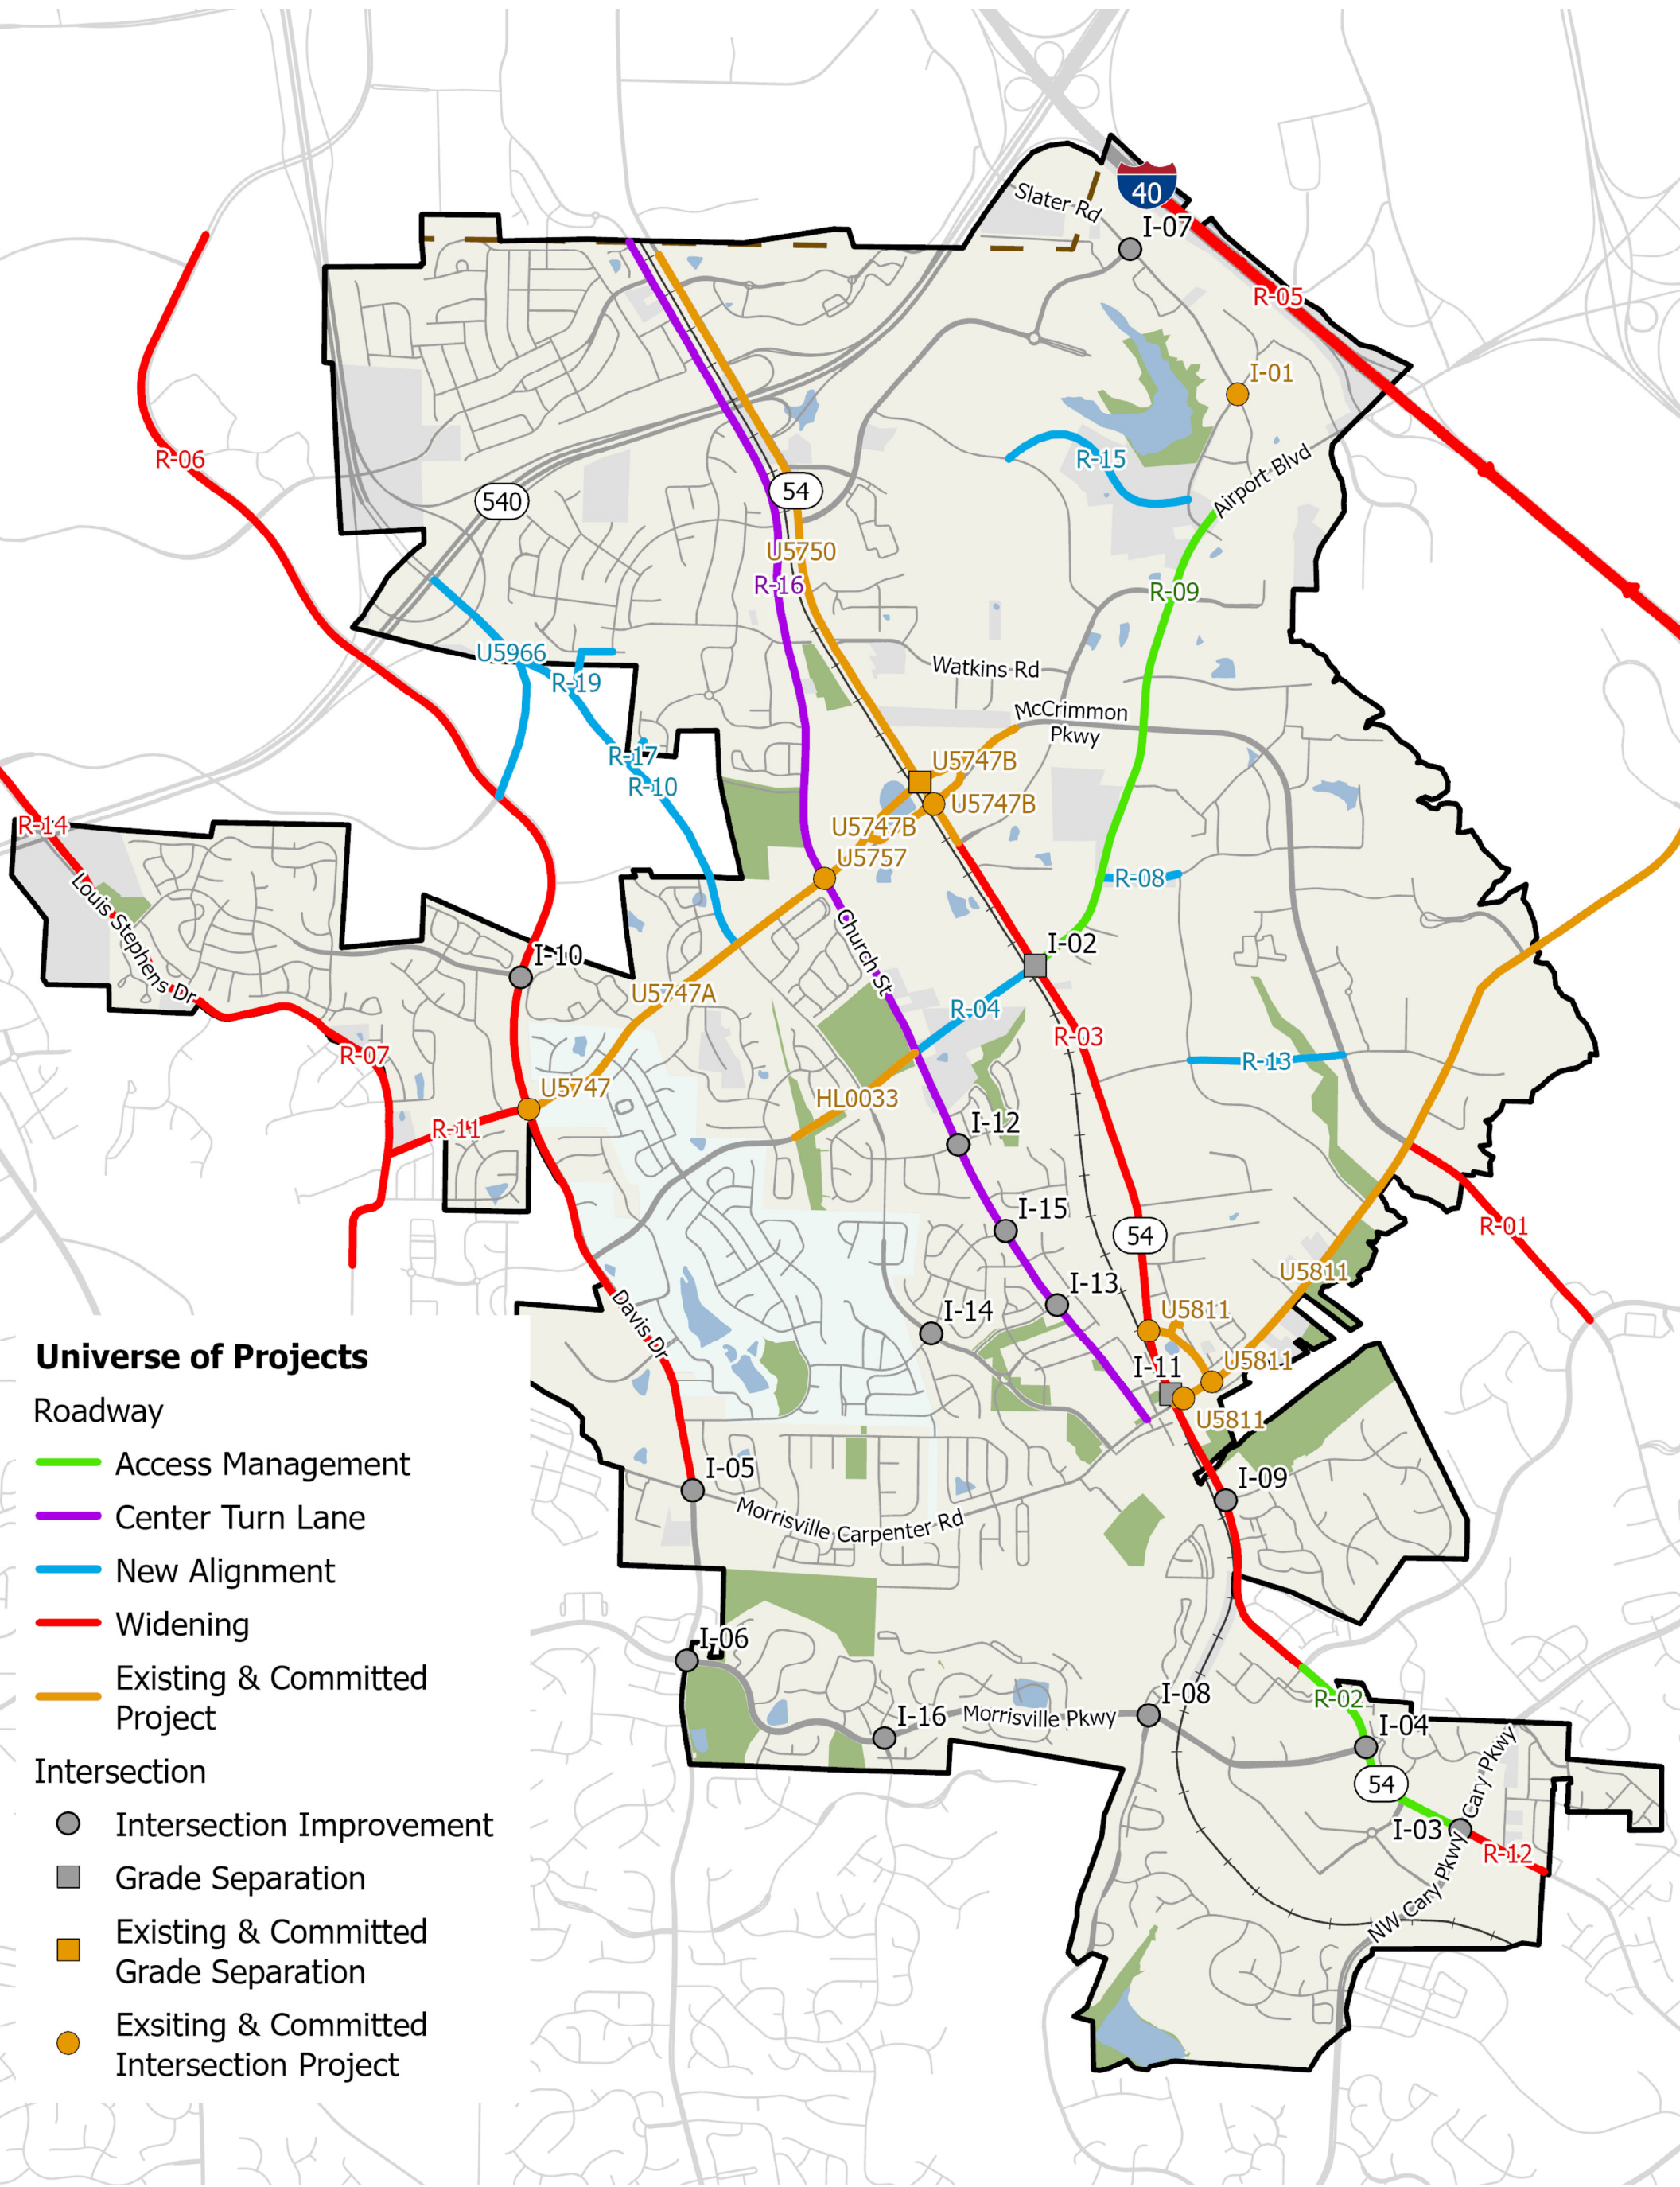 Slater Rd
40
I-07
R-05
I-01
R-06
R-15
Airport Blvd
540
54
U5750
R-16
R-09
U5966
R-19
Watkins Rd
McCrimmon
Pkwy
R-17
R-10
U5747B
U5747B
U5747B
U5757
R-14
Louis Stephens Dr
R-08
Church St
I-02
I-10
U5747A
R-04
R-03
R-07
R-13
U5747
HL0033
R-11
I-12
I-15
54
R-01
U5811
I-13
I-14
U5811
Davis Dr
I-11
U5811
U5811
I-05
I-09
Morrisville Carpenter Rd
I-06
I-08
I-16
Morrisville Pkwy
R-02
I-04
54
Cary Pkwy
I-03
R-12
NW Cary Pkwy
Universe of Projects
Roadway
Access Management
Center Turn Lane
New Alignment
Widening
Existing & Committed
Project
Intersection
Intersection Improvement
Grade Separation
Existing & Committed
Grade Separation
Exsiting & Committed
Intersection Project